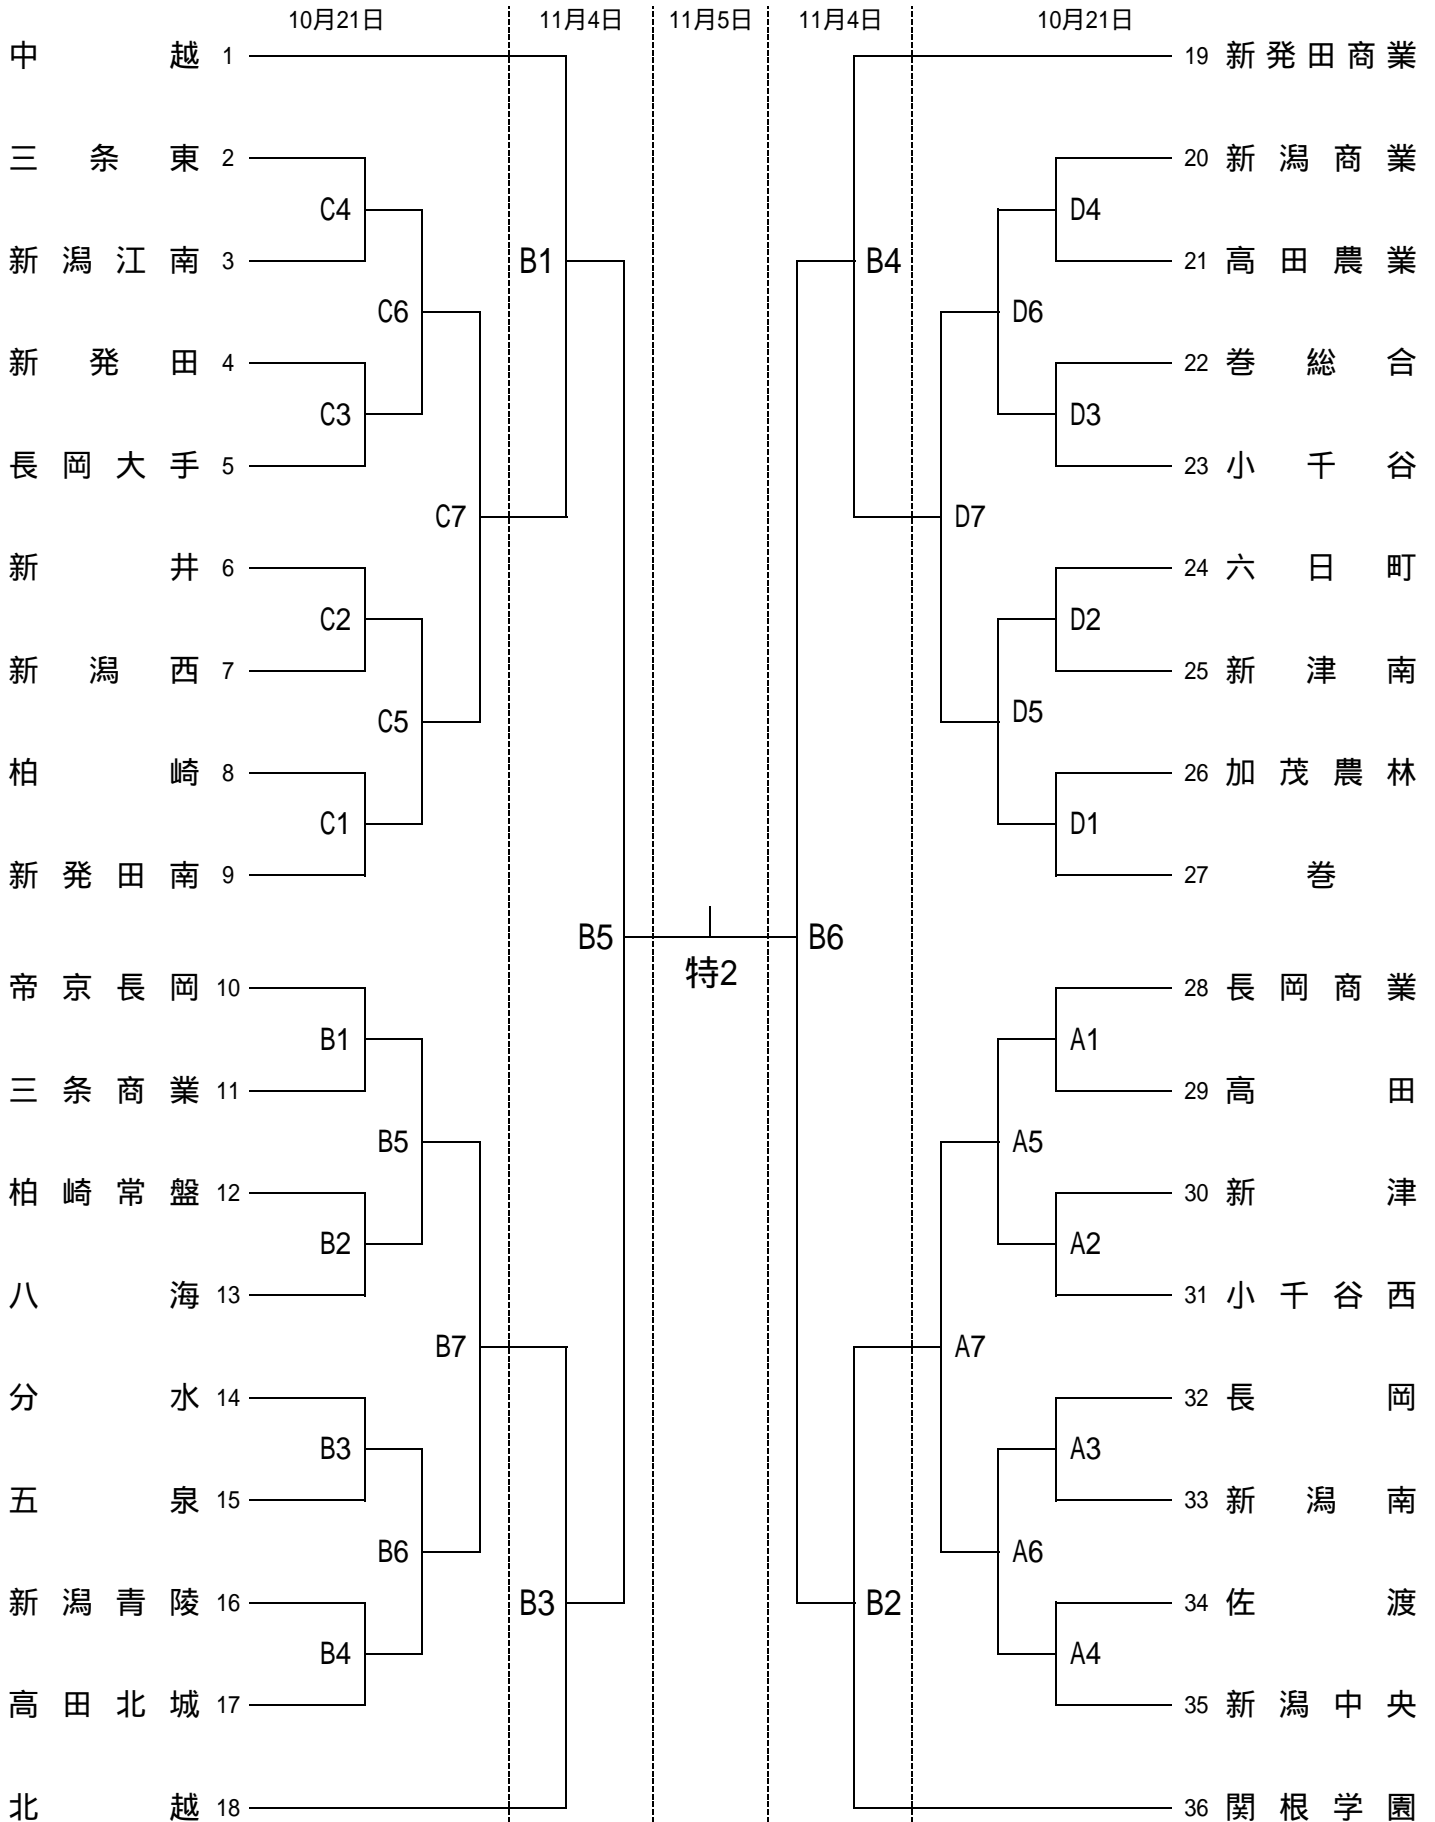 10月21日 11月4日 11月5日 11月4日 10月21日
中越 1 19 新発田商業
三条東 2 20 新潟商業
C4 D4
新潟江南 3 B1 B4 21 高田農業
C6 D6
新発田 4 22 巻総合
C3 D3
長岡大手 5 23 小千谷
C7 D7
新井 6 24 六日町
C2 D2
新潟西 7 25 新津南
C5 D5
柏崎 8 26 加茂農林
C1 D1
新発田南 9 27 巻
B5 B6
特2
帝京長岡 10 28 長岡商業
B1 A1
三条商業 11 29 高田
B5 A5
柏崎常盤 12 30 新津
B2 A2
八海 13 31 小千谷西
B7 A7
分水 14 32 長岡
B3 A3
五泉 15 33 新潟南
B6 A6
新潟青陵 16 B3 B2 34 佐渡
B4 A4
高田北城 17 35 新潟中央
北越 18 36 関根学園